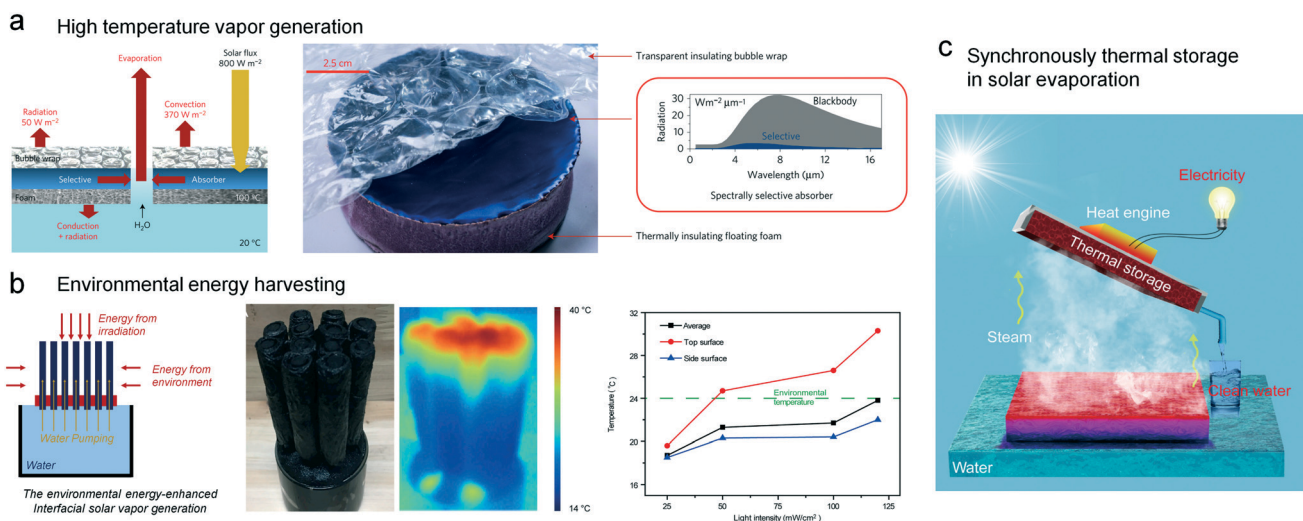 a
High temperature vapor generation
Evaporation
Solar flux
800 W m⁻²
Radiation
50 W m⁻²
Convection
370 W m⁻²
Bubble wrap
Selective
Absorber
Foam
100 °C
Conduction
+ radiation
H₂O
20 °C
2.5 cm
Transparent insulating bubble wrap
Wm⁻² μm⁻¹
Blackbody
Selective
Radiation
30
20
10
0
0
5
10
15
Wavelength (μm)
Spectrally selective absorber
Thermally insulating floating foam
b
Environmental energy harvesting
Energy from
irradiation
Energy from
environment
Water Pumping
Water
The environmental energy-enhanced
Interfacial solar vapor generation
40 °C
14 °C
Average
Top surface
Side surface
Environmental
temperature
Temperature (℃)
32
28
24
20
16
25
50
75
100
125
Light intensity (mW/cm²)
c
Synchronously thermal storage
in solar evaporation
Electricity
Heat engine
Thermal storage
Steam
Clean water
Water